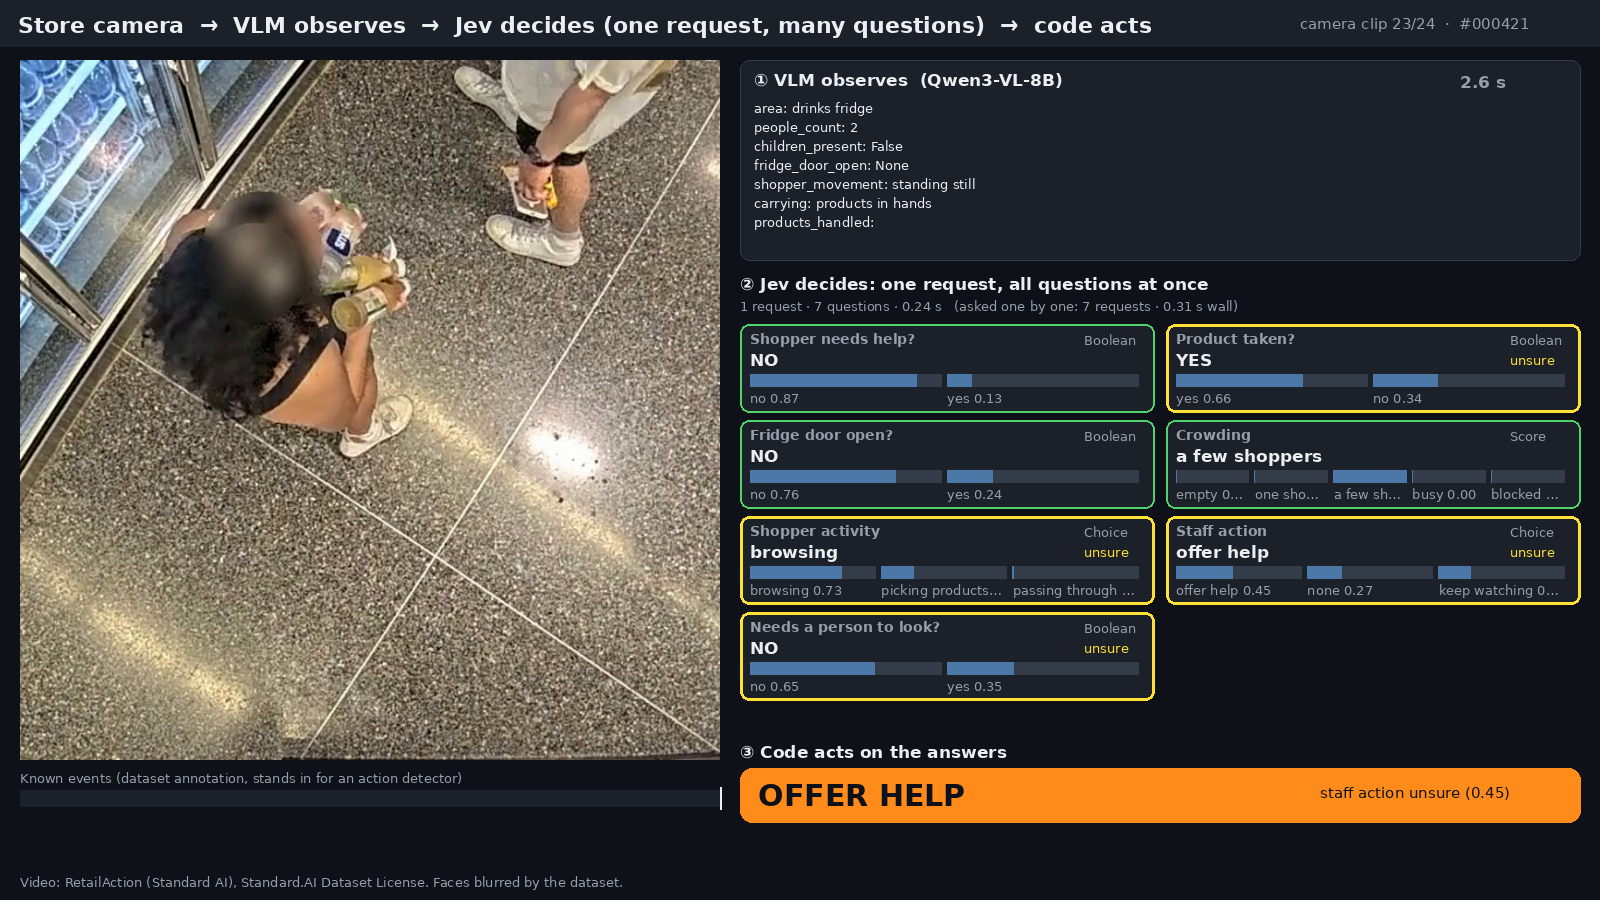 Store camera → VLM observes → Jev decides (one request, many questions) → code acts
camera clip 23/24 · #000421
① VLM observes (Qwen3-VL-8B)
2.6 s
area: drinks fridge
people_count: 2
children_present: False
fridge_door_open: None
shopper_movement: standing still
carrying: products in hands
products_handled:
② Jev decides: one request, all questions at once
1 request · 7 questions · 0.24 s (asked one by one: 7 requests · 0.31 s wall)
Shopper needs help?
Boolean
NO
no 0.87
yes 0.13
Product taken?
Boolean
YES
unsure
yes 0.66
no 0.34
Fridge door open?
Boolean
NO
no 0.76
yes 0.24
Crowding
Score
a few shoppers
empty 0...
one sho...
a few sh...
busy 0.00
blocked ...
Shopper activity
Choice
browsing
unsure
browsing 0.73
picking products...
passing through ...
Staff action
Choice
offer help
unsure
offer help 0.45
none 0.27
keep watching 0...
Needs a person to look?
Boolean
NO
unsure
no 0.65
yes 0.35
③ Code acts on the answers
OFFER HELP
staff action unsure (0.45)
Known events (dataset annotation, stands in for an action detector)
Video: RetailAction (Standard AI), Standard.AI Dataset License. Faces blurred by the dataset.